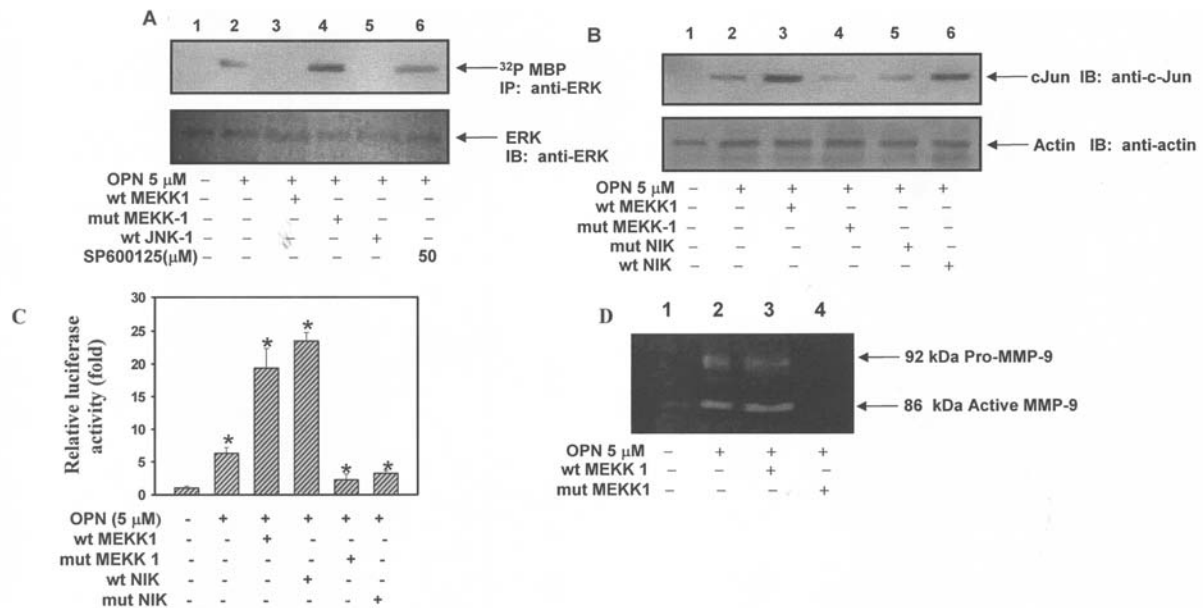 A
1 2 3 4 5 6
32P MBP
IP: anti-ERK
ERK
IB: anti-ERK
OPN 5 μM – + + + + +
wt MEKK1 – – + – – –
mut MEKK-1 – – – + – –
wt JNK-1 – – – – + –
SP600125(μM) – – – – – 50
B
1 2 3 4 5 6
cJun IB: anti-c-Jun
Actin IB: anti-actin
OPN 5 μM – + + + + +
wt MEKK1 – – + – – –
mut MEKK-1 – – – + – –
mut NIK – – – – + –
wt NIK – – – – – +
C
Relative luciferase
activity (fold)
30
25
20
15
10
5
0
* * * * *
OPN (5 μM) - + + + + +
wt MEKK1 - - + - - -
mut MEKK 1 - - - - + -
wt NIK - - - + - -
mut NIK - - - - - +
D
1 2 3 4
92 kDa Pro-MMP-9
86 kDa Active MMP-9
OPN 5 μM – + + +
wt MEKK 1 – – + –
mut MEKK1 – – – +